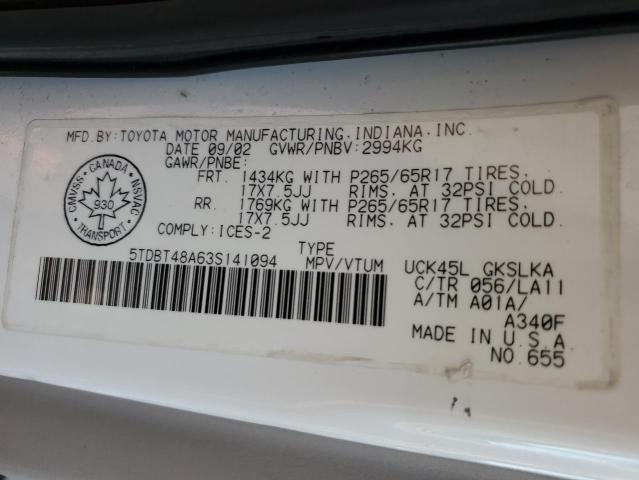 MFD.BY:TOYOTA MOTOR MANUFACTURING,INDIANA,INC.
DATE 09/02 GVWR/PNBV:2994KG
GAWR/PNBE:
FRT. 1434KG WITH P265/65R17 TIRES,
17X7.5JJ RIMS, AT 32PSI COLD.
RR. 1769KG WITH P265/65R17 TIRES,
17X7.5JJ RIMS, AT 32PSI COLD.
COMPLY:ICES-2
CANADA
CMVSS
NSVAC
930
TRANSPORT
5TDBT48A63S141094
TYPE
MPV/VTUM
UCK45L GKSLKA
C/TR 056/LA11
A/TM A01A/
A340F
MADE IN U.S.A.
NO.655